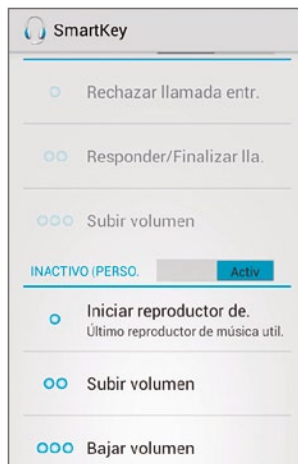 SmartKey
Rechazar llamada entr.
Responder/Finalizar lla.
Subir volumen
INACTIVO (PERSO.
Activ
Iniciar reproductor de.
Último reproductor de música util.
Subir volumen
Bajar volumen